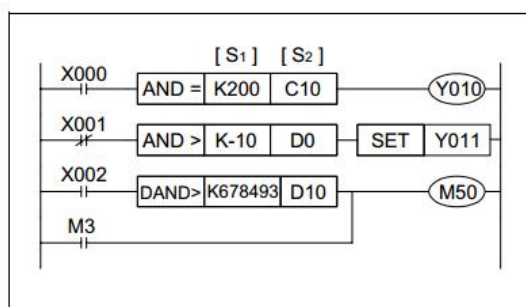 [ S1 ] [ S2 ]
X000 AND = K200 C10 Y010
X001 AND > K-10 D0 SET Y011
X002 DAND> K678493 D10 M50
M3